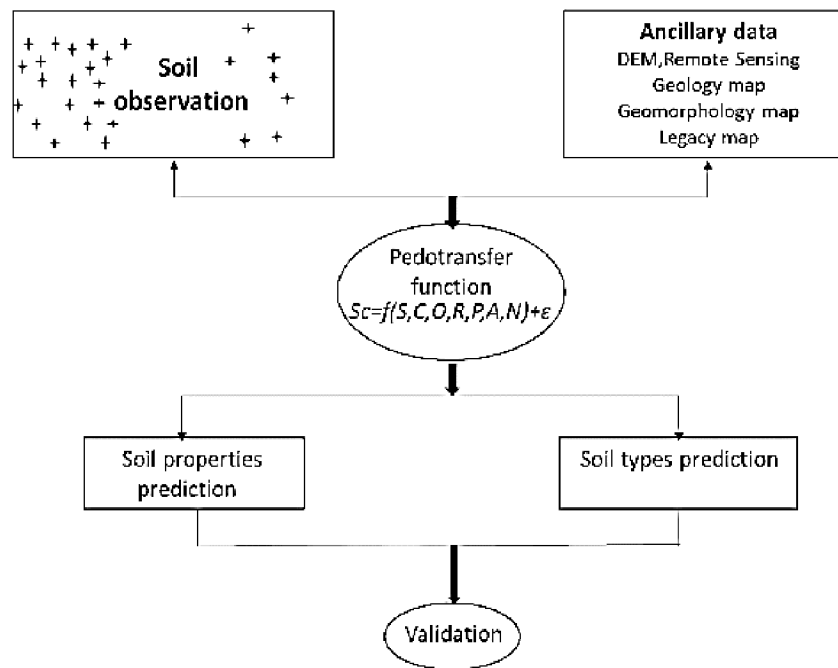 Soil
observation
Ancillary data
DEM,Remote Sensing
Geology map
Geomorphology map
Legacy map
Pedotransfer
function
Sc=f(S,C,O,R,P,A,N)+ε
Soil properties
prediction
Soil types prediction
Validation